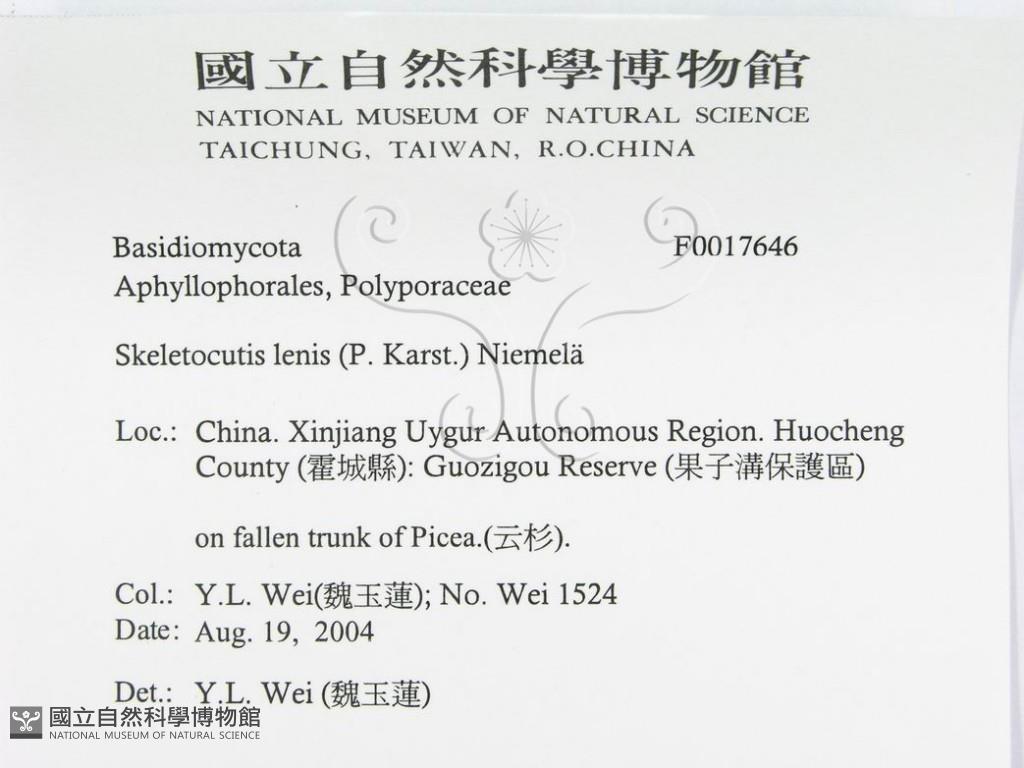 國立自然科學博物館
NATIONAL MUSEUM OF NATURAL SCIENCE
TAICHUNG, TAIWAN, R.O.CHINA
Basidiomycota F0017646
Aphyllophorales, Polyporaceae
Skeletocutis lenis (P. Karst.) Niemelä
Loc.: China. Xinjiang Uygur Autonomous Region. Huocheng
County (霍城縣): Guozigou Reserve (果子溝保護區)
on fallen trunk of Picea.(云杉).
Col.: Y.L. Wei(魏玉蓮); No. Wei 1524
Date: Aug. 19, 2004
Det.: Y.L. Wei (魏玉蓮)
國立自然科學博物館
NATIONAL MUSEUM OF NATURAL SCIENCE